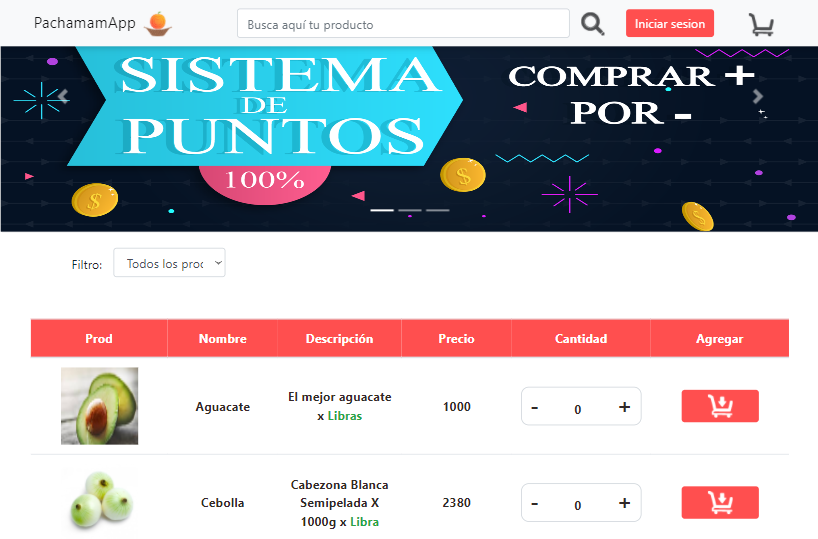 PachamamApp
Busca aquí tu producto
Iniciar sesion
SISTEMA
DE
PUNTOS
100%
COMPRAR +
POR -
Filtro:
Todos los proc
Prod Nombre Descripción Precio Cantidad Agregar
Aguacate
El mejor aguacate
x Libras
1000
- 0 +
Cebolla
Cabezona Blanca
Semipelada X
1000g x Libra
2380
- 0 +